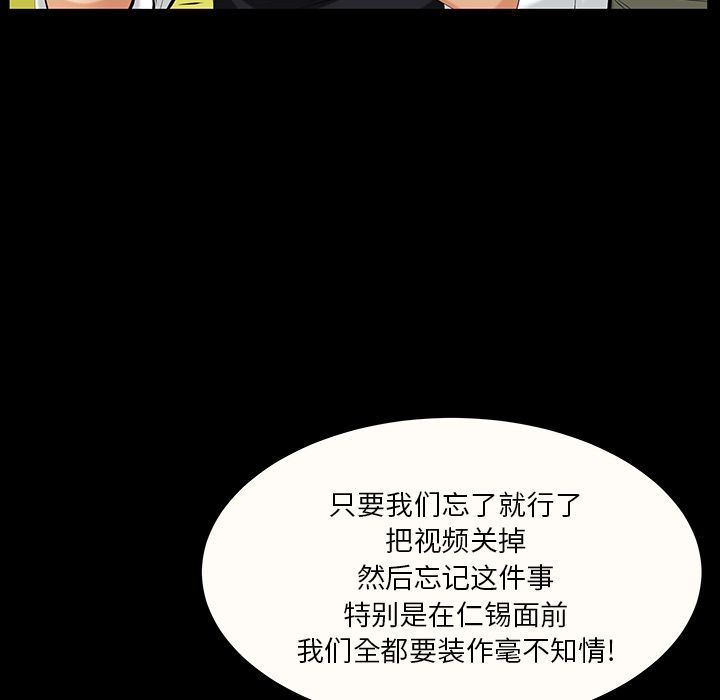 只要我们忘了就行了
把视频关掉
然后忘记这件事
特别是在仁锡面前
我们全都要装作毫不知情!